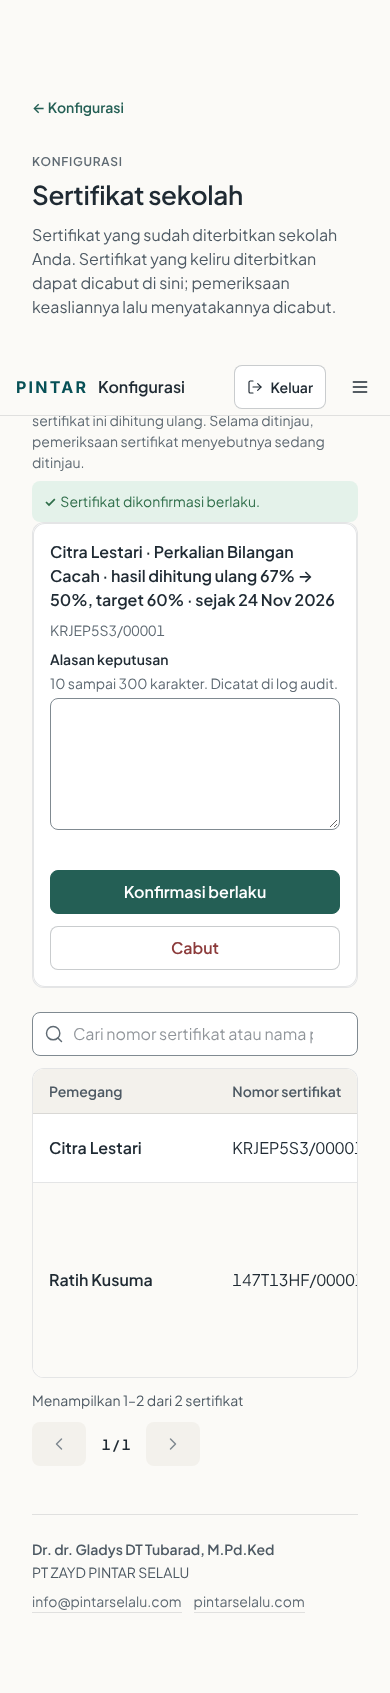 ← Konfigurasi
KONFIGURASI
Sertifikat sekolah
Sertifikat yang sudah diterbitkan sekolah
Anda. Sertifikat yang keliru diterbitkan
dapat dicabut di sini; pemeriksaan
keasliannya lalu menyatakannya dicabut.
PINTAR Konfigurasi Keluar
sertifikat ini dihitung ulang. Selama ditinjau,
pemeriksaan sertifikat menyebutnya sedang
ditinjau.
✓ Sertifikat dikonfirmasi berlaku.
Citra Lestari · Perkalian Bilangan
Cacah · hasil dihitung ulang 67% →
50%, target 60% · sejak 24 Nov 2026
KRJEP5S3/00001
Alasan keputusan
10 sampai 300 karakter. Dicatat di log audit.
Konfirmasi berlaku
Cabut
Cari nomor sertifikat atau nama
Pemegang Nomor sertifikat
Citra Lestari KRJEP5S3/00001
Ratih Kusuma 147T13HF/00001
Menampilkan 1–2 dari 2 sertifikat
1/1
Dr. dr. Gladys DT Tubarad, M.Pd.Ked
PT ZAYD PINTAR SELALU
info@pintarselalu.com pintarselalu.com